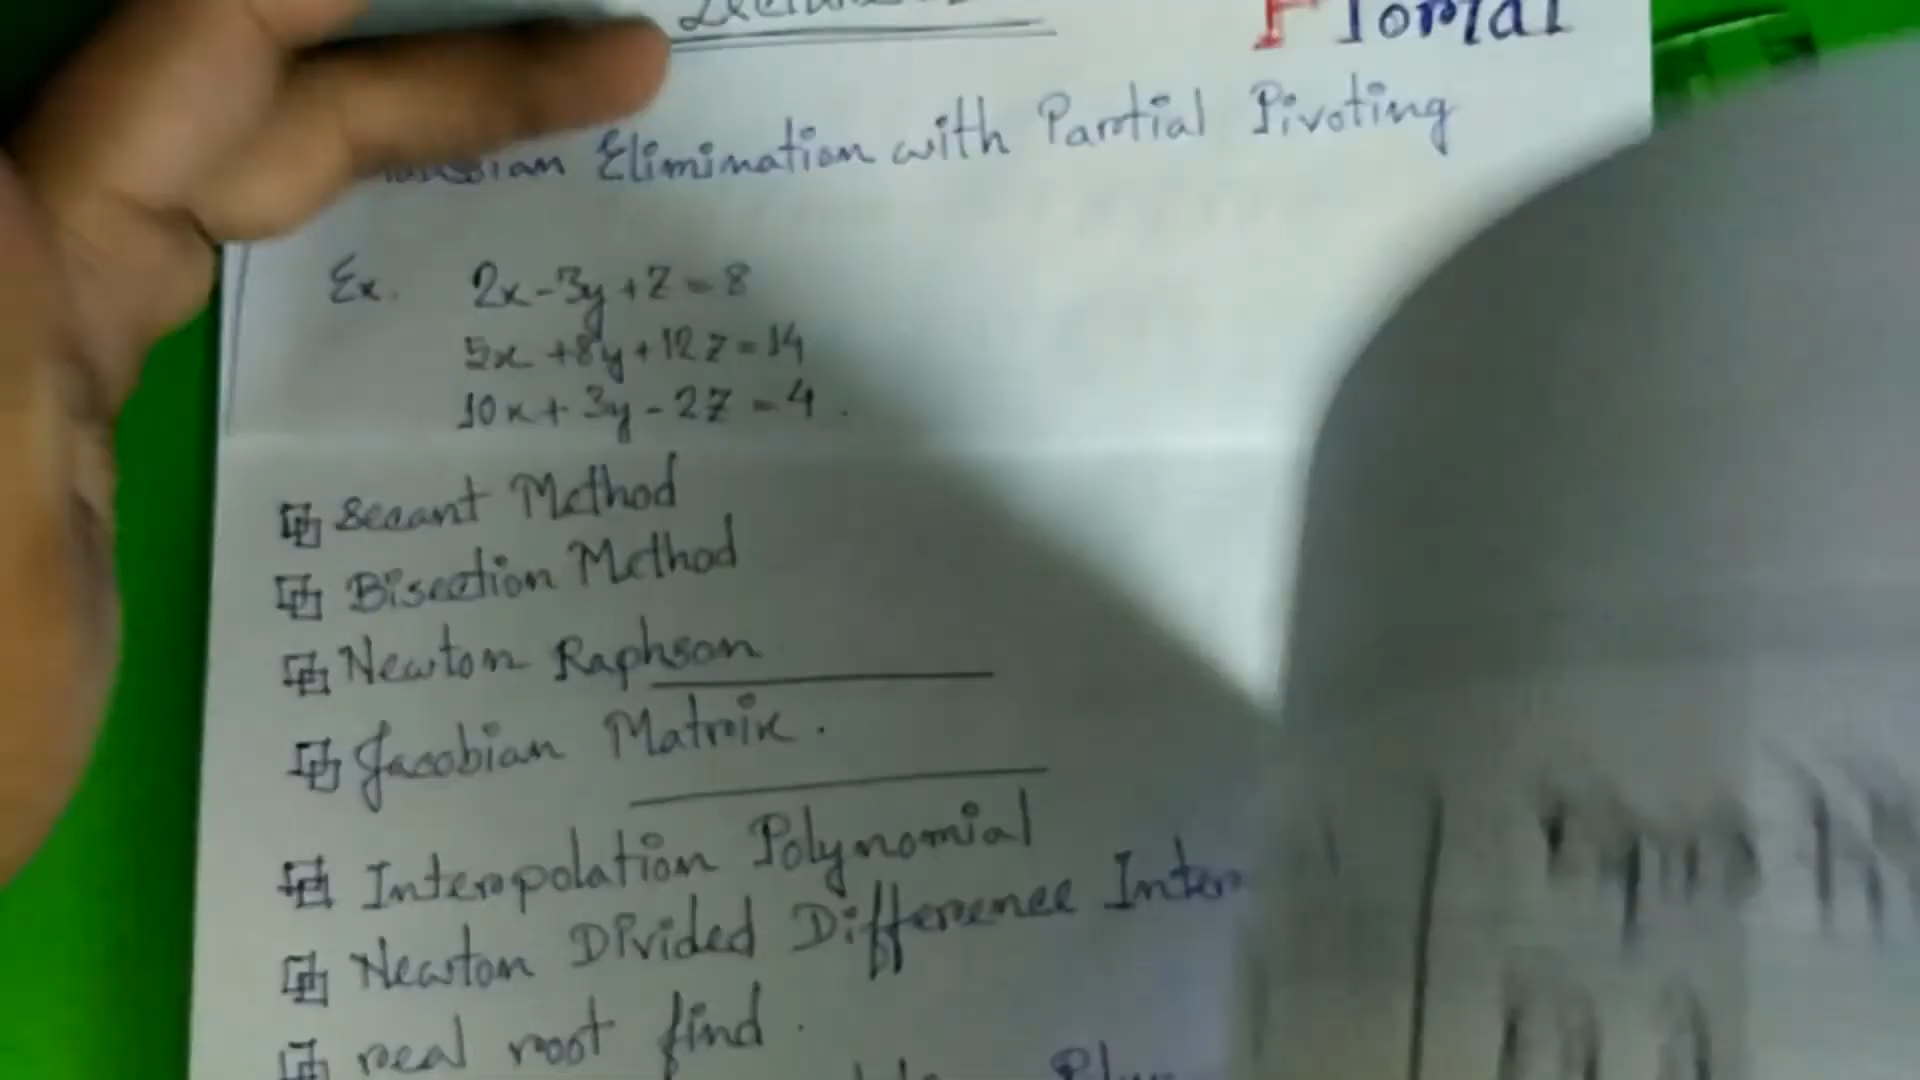 Elimination with Partial Pivoting
Ex. 2x-3y+z=8
5x+8y+12z=14
10x+3y-2z=4.
Secant Method
Bisection Method
Newton Raphson
Jacobian Matrix.
Interpolation Polynomial
Newton Divided Difference Inter
real root find.